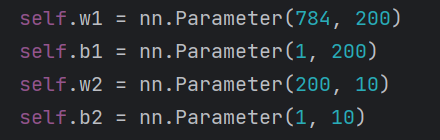 self.w1 = nn.Parameter(784, 200)
self.b1 = nn.Parameter(1, 200)
self.w2 = nn.Parameter(200, 10)
self.b2 = nn.Parameter(1, 10)